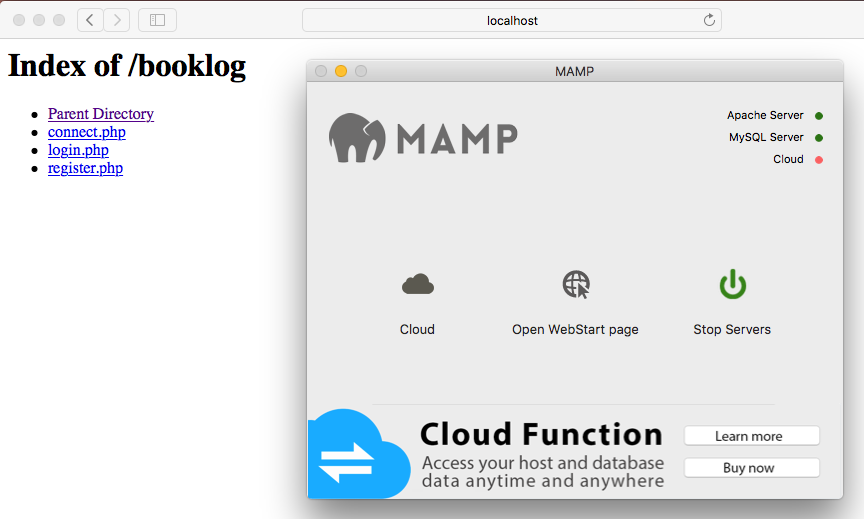 localhost
Index of /booklog
Parent Directory
connect.php
login.php
register.php
MAMP
MAMP
Apache Server
MySQL Server
Cloud
Cloud
Open WebStart page
Stop Servers
Cloud Function
Access your host and database
data anytime and anywhere
Learn more
Buy now